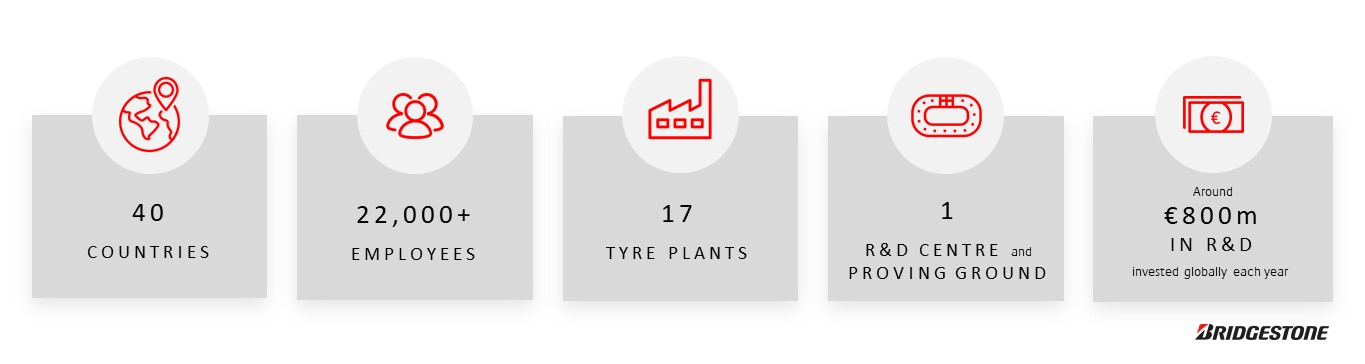 40
COUNTRIES
22,000+
EMPLOYEES
17
TYRE PLANTS
1
R&D CENTRE and
PROVING GROUND
€
Around
€800m
IN R&D
invested globally each year
BRIDGESTONE